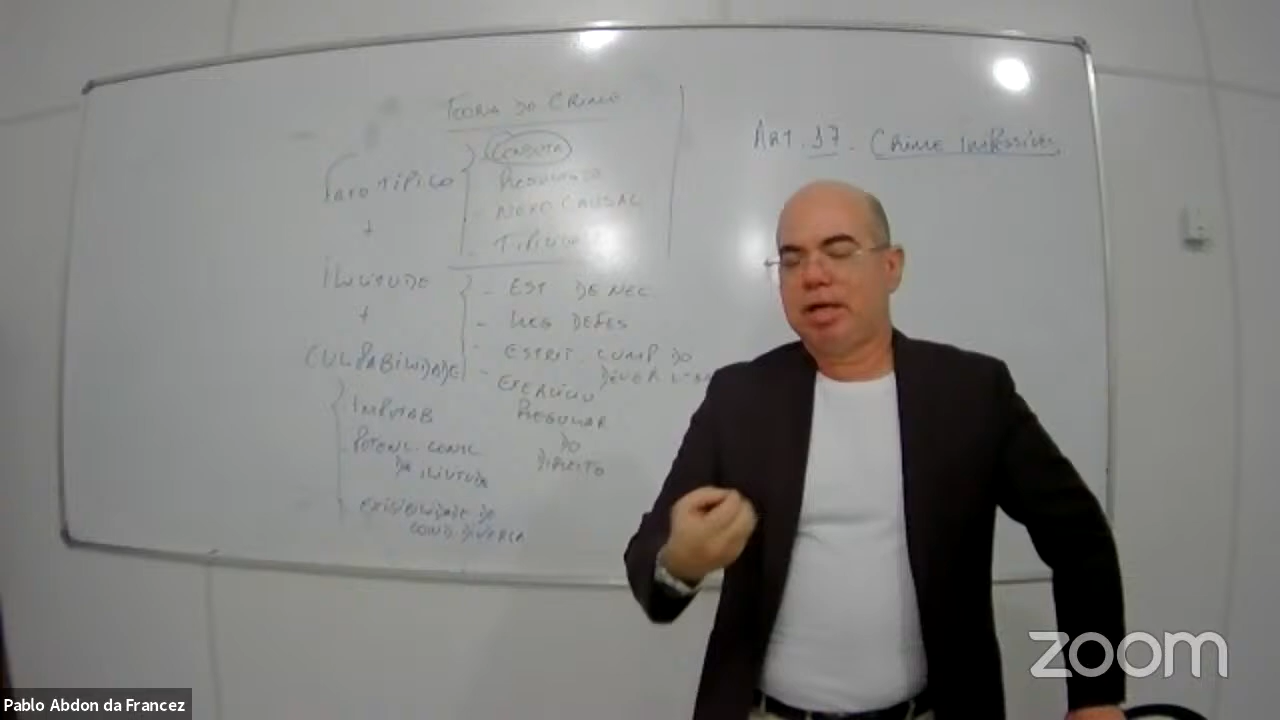 TEORIA DO CRIME
ART. 17. CRIME IMPOSSÍVEL
FATO TÍPICO
CONDUTA
RESULTADO
- NEXO CAUSAL
- TIPICIDADE
+
ILICITUDE
- EST DE NEC.
+
- LEG DEFES
CULPABILIDADE
- ESTRIT. CUMP DO
DEVER
- EXERCÍCIO
REGULAR
DO
DIREITO
IMPUTAB
POTENC. CONSC.
DA ILICITUDE
EXIGIBILIDADE DE
COND. DIVERSA
zoom
Pablo Abdon da Francez